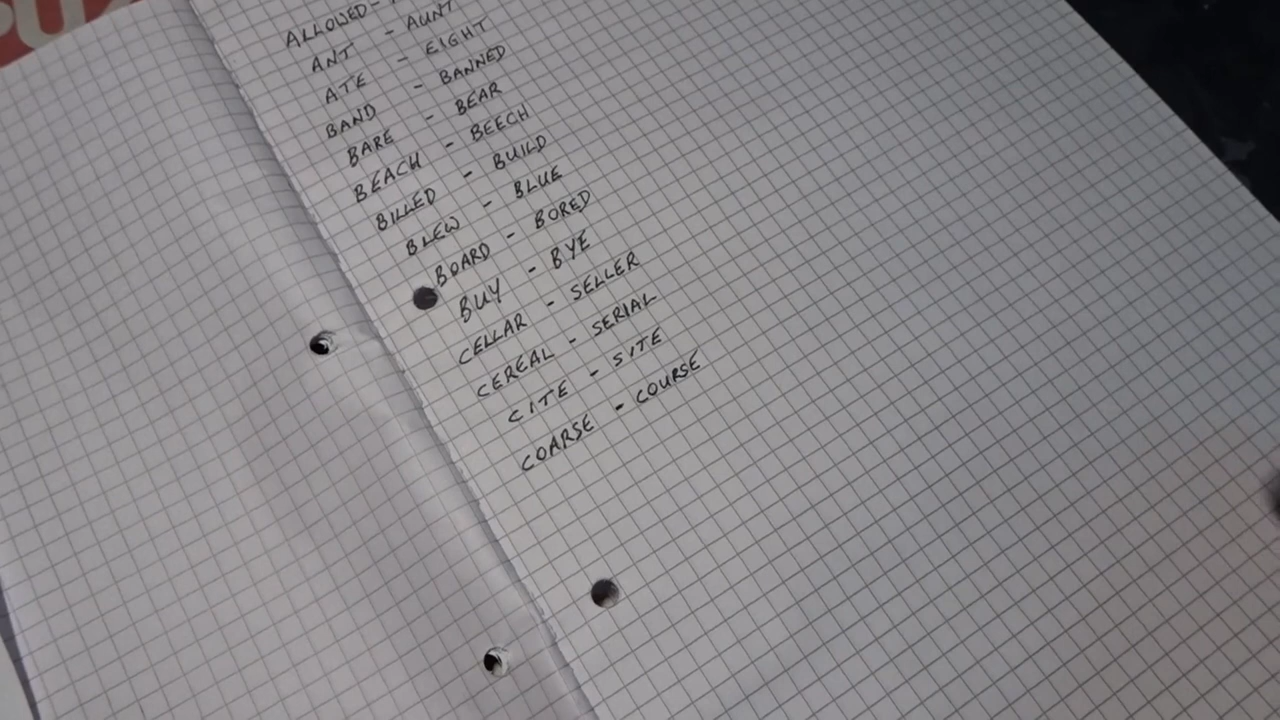 ALLOWED -
ANT - AUNT
ATE - EIGHT
BAND - BANNED
BARE - BEAR
BEACH - BEECH
BILLED - BUILD
BLEW - BLUE
BOARD - BORED
BUY - BYE
CELLAR - SELLER
CEREAL - SERIAL
CITE - SITE
COARSE - COURSE